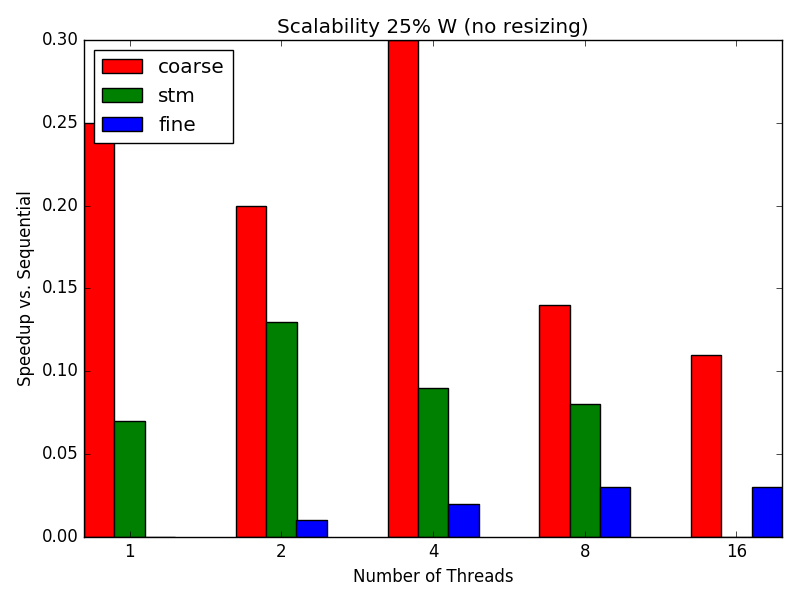 Scalability 25% W (no resizing)
0.30
0.25
0.20
0.15
0.10
0.05
0.00
Speedup vs. Sequential
coarse
stm
fine
1 2 4 8 16
Number of Threads